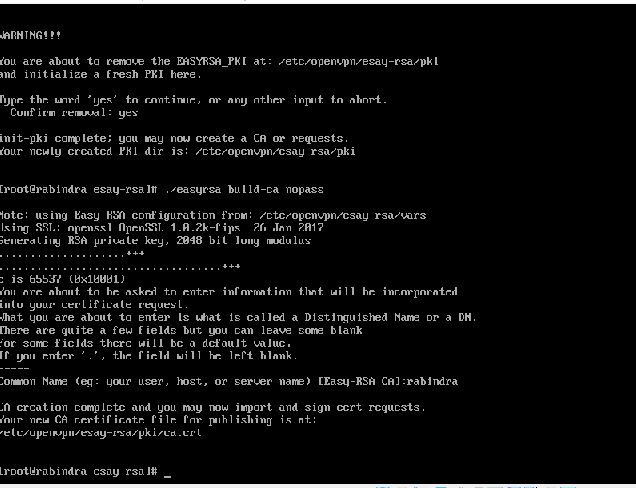 WARNING!!!
You are about to remove the EASYRSA_PKI at: /etc/openvpn/esay-rsa/pki
and initialize a fresh PKI here.
Type the word 'yes' to continue, or any other input to abort.
Confirm removal: yes
init-pki complete; you may now create a CA or requests.
Your newly created PKI dir is: /etc/openvpn/esay-rsa/pki
[root@rabindra esay-rsa]# ./easyrsa build-ca nopass
Note: using Easy-RSA configuration from: /etc/openvpn/esay-rsa/vars
Using SSL: openssl OpenSSL 1.0.2k-fips  26 Jan 2017
Generating RSA private key, 2048 bit long modulus
....................+++
...................................+++
e is 65537 (0x10001)
You are about to be asked to enter information that will be incorporated
into your certificate request.
What you are about to enter is what is called a Distinguished Name or a DN.
There are quite a few fields but you can leave some blank
For some fields there will be a default value,
If you enter '.', the field will be left blank.
-----
Common Name (eg: your user, host, or server name) [Easy-RSA CA]:rabindra
CA creation complete and you may now import and sign cert requests.
Your new CA certificate file for publishing is at:
/etc/openvpn/esay-rsa/pki/ca.crt
[root@rabindra esay-rsa]# _